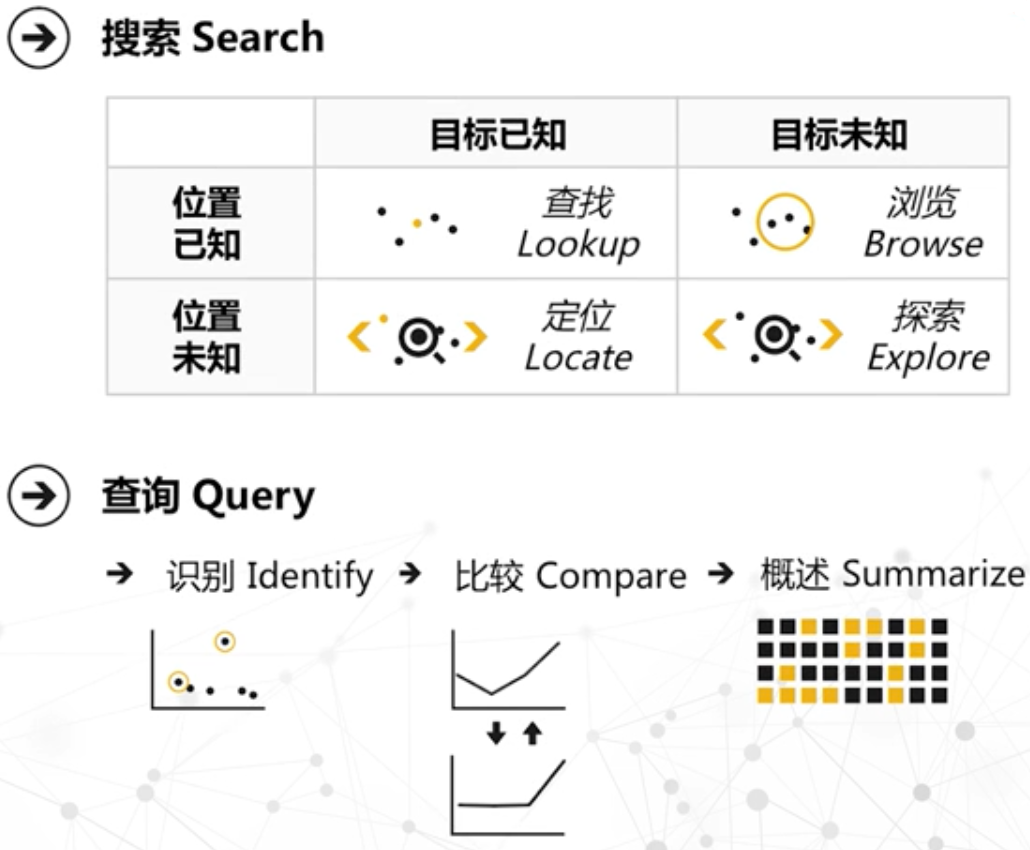 搜索 Search
目标已知 目标未知
位置
已知
查找
Lookup
浏览
Browse
位置
未知
定位
Locate
探索
Explore
查询 Query
识别 Identify
比较 Compare
概述 Summarize